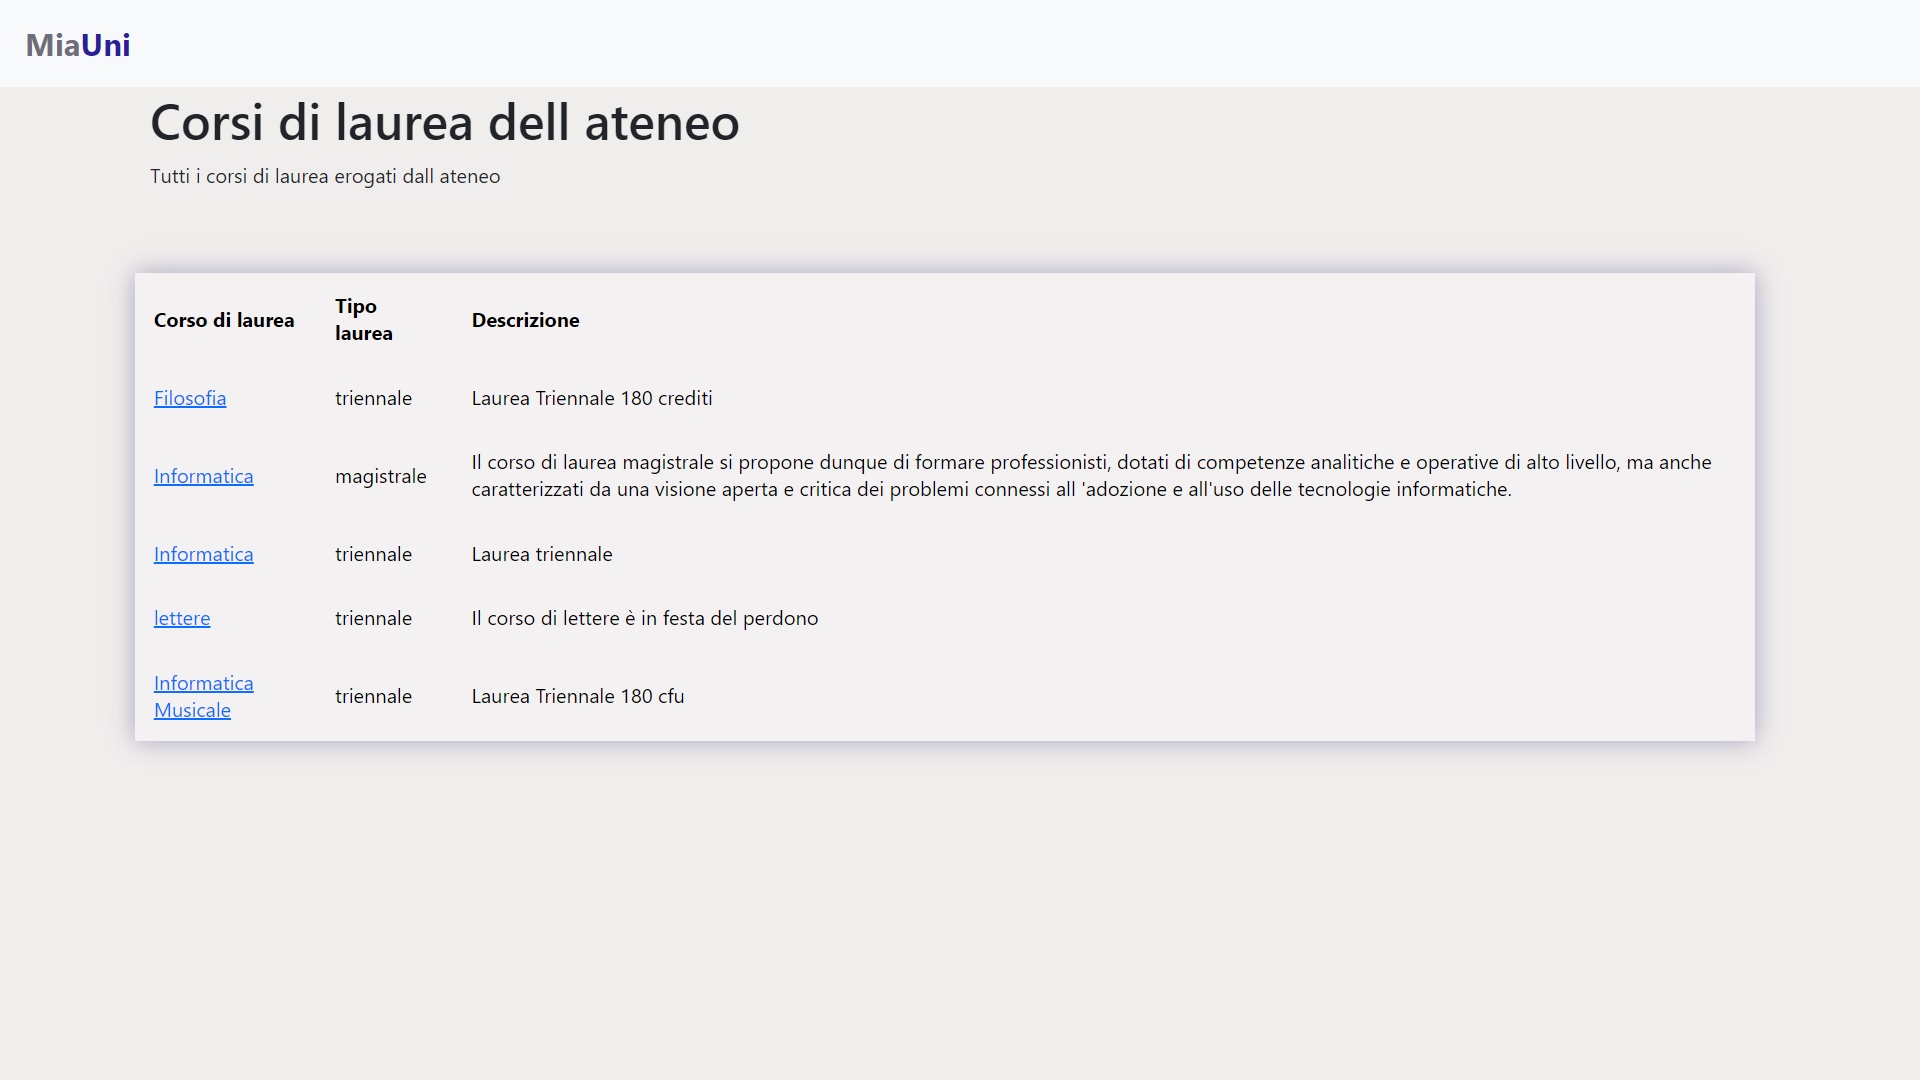 MiaUni
Corsi di laurea dell ateneo
Tutti i corsi di laurea erogati dall ateneo
Corso di laurea
Tipo
laurea
Descrizione
Filosofia
triennale
Laurea Triennale 180 crediti
Informatica
magistrale
Il corso di laurea magistrale si propone dunque di formare professionisti, dotati di competenze analitiche e operative di alto livello, ma anche
caratterizzati da una visione aperta e critica dei problemi connessi all 'adozione e all'uso delle tecnologie informatiche.
Informatica
triennale
Laurea triennale
lettere
triennale
Il corso di lettere è in festa del perdono
Informatica
Musicale
triennale
Laurea Triennale 180 cfu